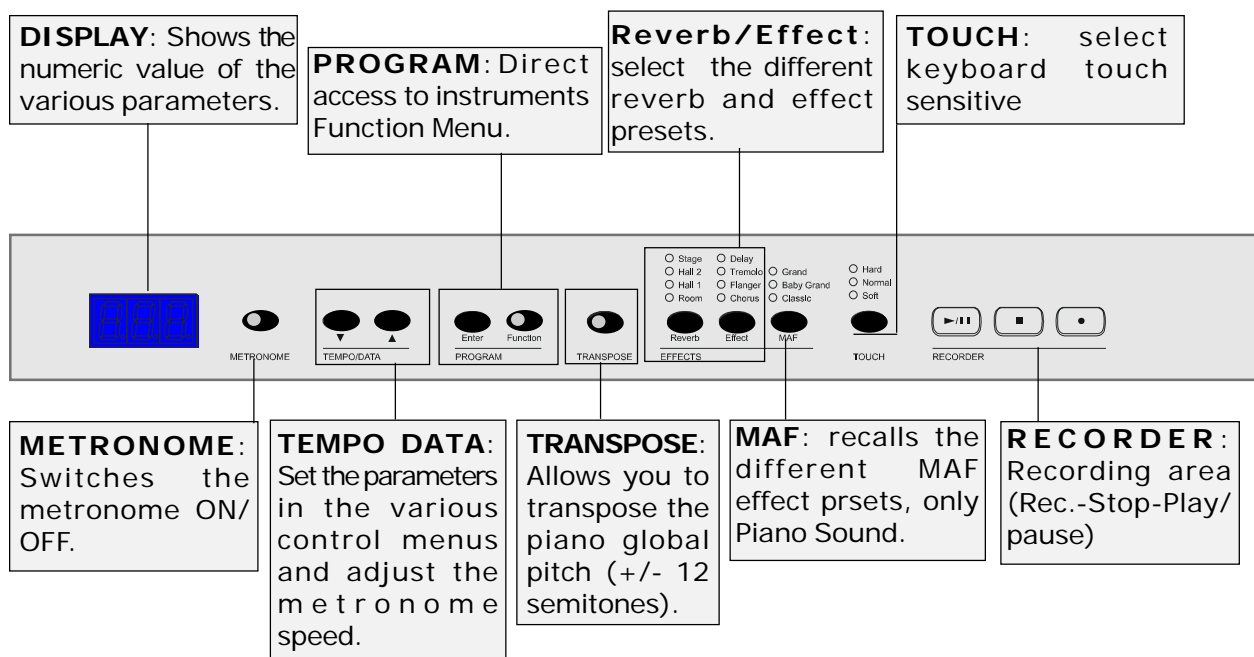 DISPLAY: Shows the
numeric value of the
various parameters.
PROGRAM: Direct
access to instruments
Function Menu.
Reverb/Effect:
select the different
reverb and effect
presets.
TOUCH: select
keyboard touch
sensitive
METRONOME
▼ ▲
TEMPO/DATA
Enter Function
PROGRAM
TRANSPOSE
Stage Delay
Hall 2 Tremolo Grand
Hall 1 Flanger Baby Grand
Room Chorus Classic
Reverb Effect MAF
EFFECTS
Hard
Normal
Soft
TOUCH
RECORDER
METRONOME:
Switches the
metronome ON/
OFF.
TEMPO DATA:
Set the parameters
in the various
control menus
and adjust the
metronome
speed.
TRANSPOSE:
Allows you to
transpose the
piano global
pitch (+/- 12
semitones).
MAF: recalls the
different MAF
effect prsets, only
Piano Sound.
RECORDER:
Recording area
(Rec.-Stop-Play/
pause)